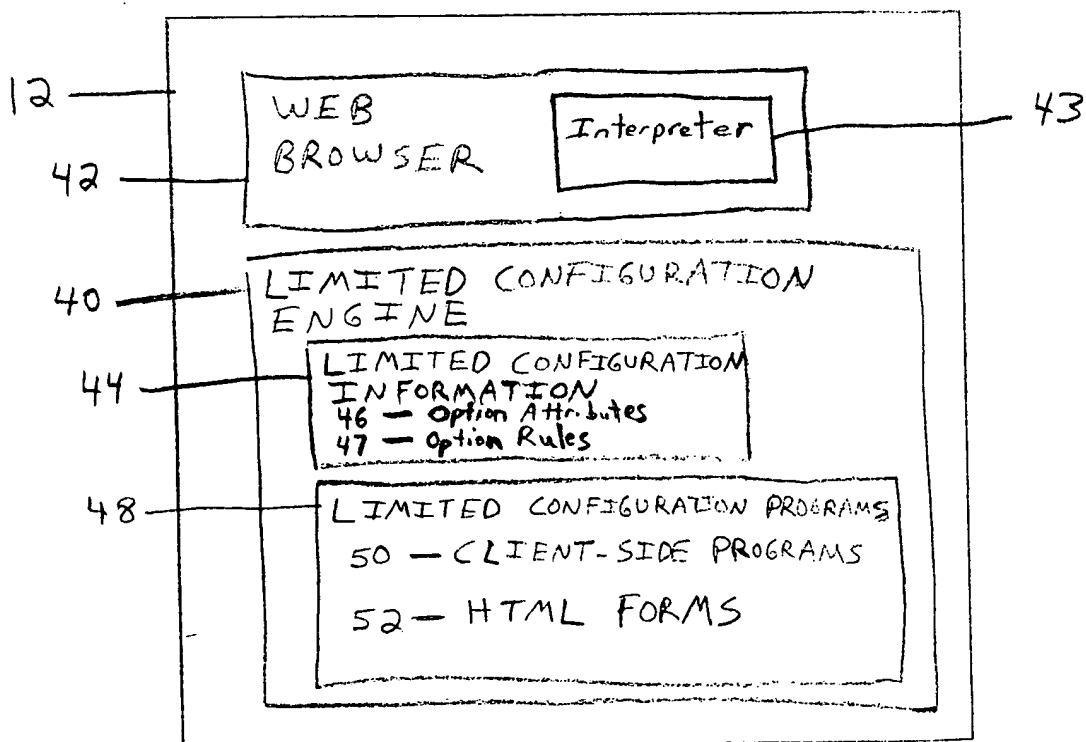 12
WEB
BROWSER
Interpreter
43
42
40
LIMITED CONFIGURATION
ENGINE
44
LIMITED CONFIGURATION
INFORMATION
46 — Option Attributes
47 — Option Rules
48
LIMITED CONFIGURATION PROGRAMS
50 — CLIENT-SIDE PROGRAMS
52 — HTML FORMS